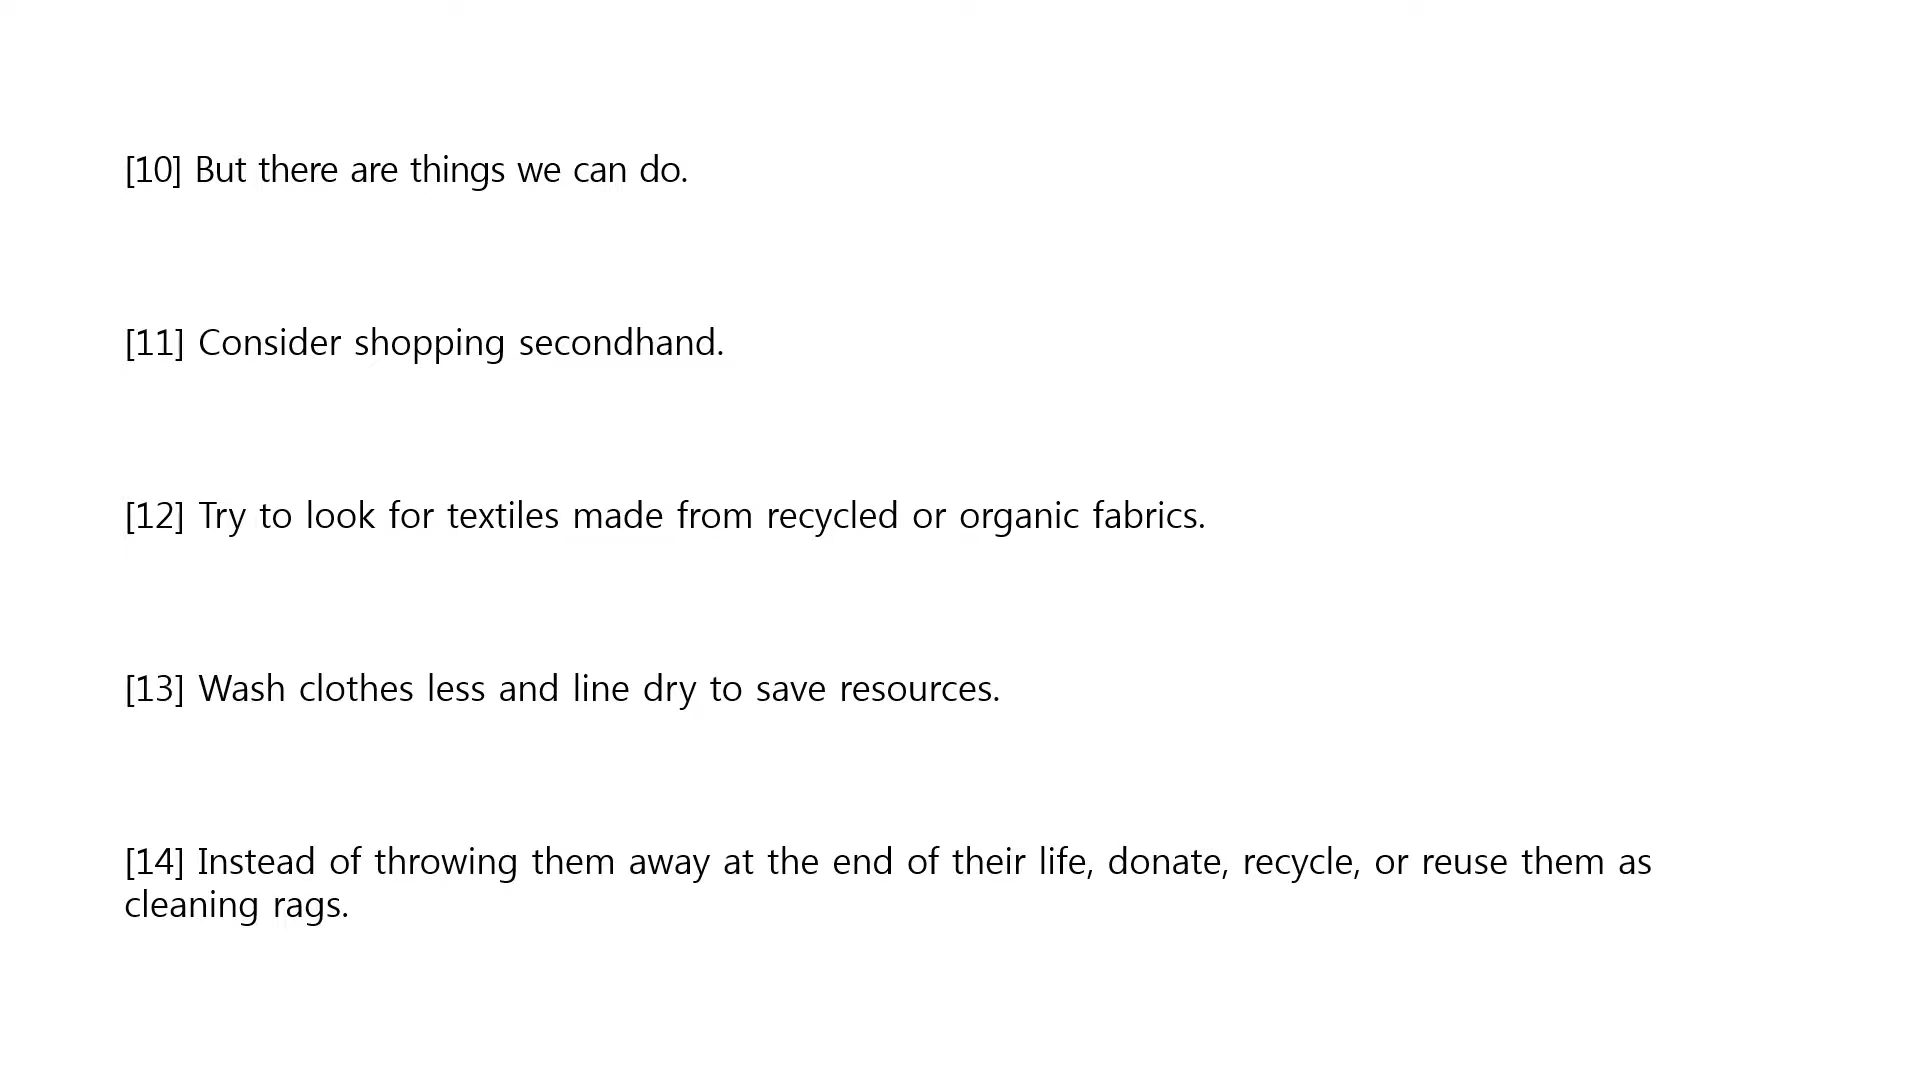 [10] But there are things we can do.
[11] Consider shopping secondhand.
[12] Try to look for textiles made from recycled or organic fabrics.
[13] Wash clothes less and line dry to save resources.
[14] Instead of throwing them away at the end of their life, donate, recycle, or reuse them as
cleaning rags.